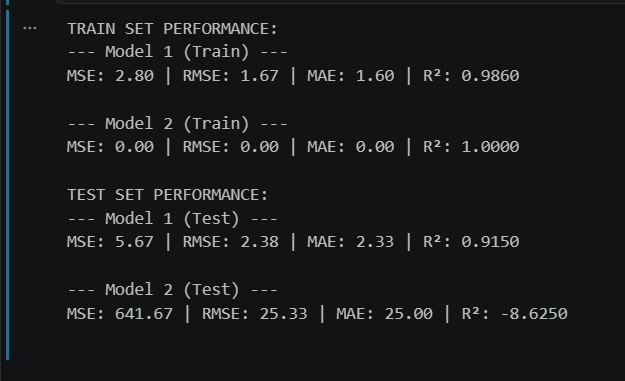 ...
TRAIN SET PERFORMANCE:
--- Model 1 (Train) ---
MSE: 2.80 | RMSE: 1.67 | MAE: 1.60 | R²: 0.9860
--- Model 2 (Train) ---
MSE: 0.00 | RMSE: 0.00 | MAE: 0.00 | R²: 1.0000
TEST SET PERFORMANCE:
--- Model 1 (Test) ---
MSE: 5.67 | RMSE: 2.38 | MAE: 2.33 | R²: 0.9150
--- Model 2 (Test) ---
MSE: 641.67 | RMSE: 25.33 | MAE: 25.00 | R²: -8.6250